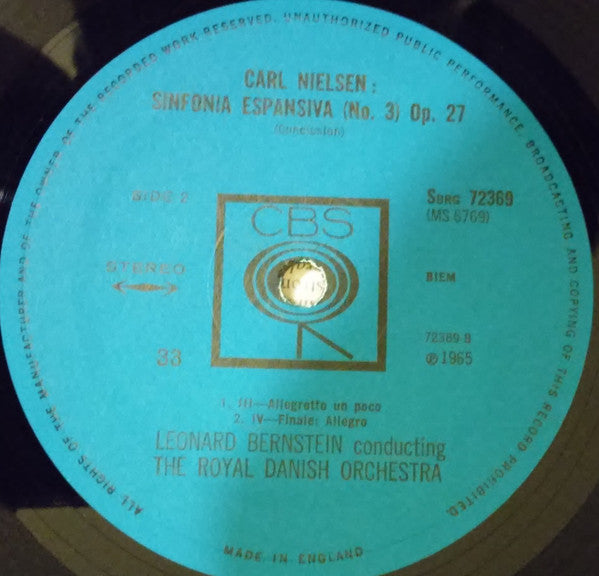 CARL NIELSEN:
SINFONIA ESPANSIVA (No. 3) Op. 27
(Conclusion)
SIDE 2
CBS
SBRG 72369
(MS 6769)
STEREO
BIEM
33
72369 B
℗ 1965
1. III—Allegretto un poco
2. IV—Finale: Allegro
LEONARD BERNSTEIN conducting
THE ROYAL DANISH ORCHESTRA
ALL RIGHTS OF THE MANUFACTURER AND OF THE OWNER OF THE RECORDED WORK RESERVED. UNAUTHORIZED PUBLIC PERFORMANCE, BROADCASTING AND COPYING OF THIS RECORD PROHIBITED.
MADE IN ENGLAND